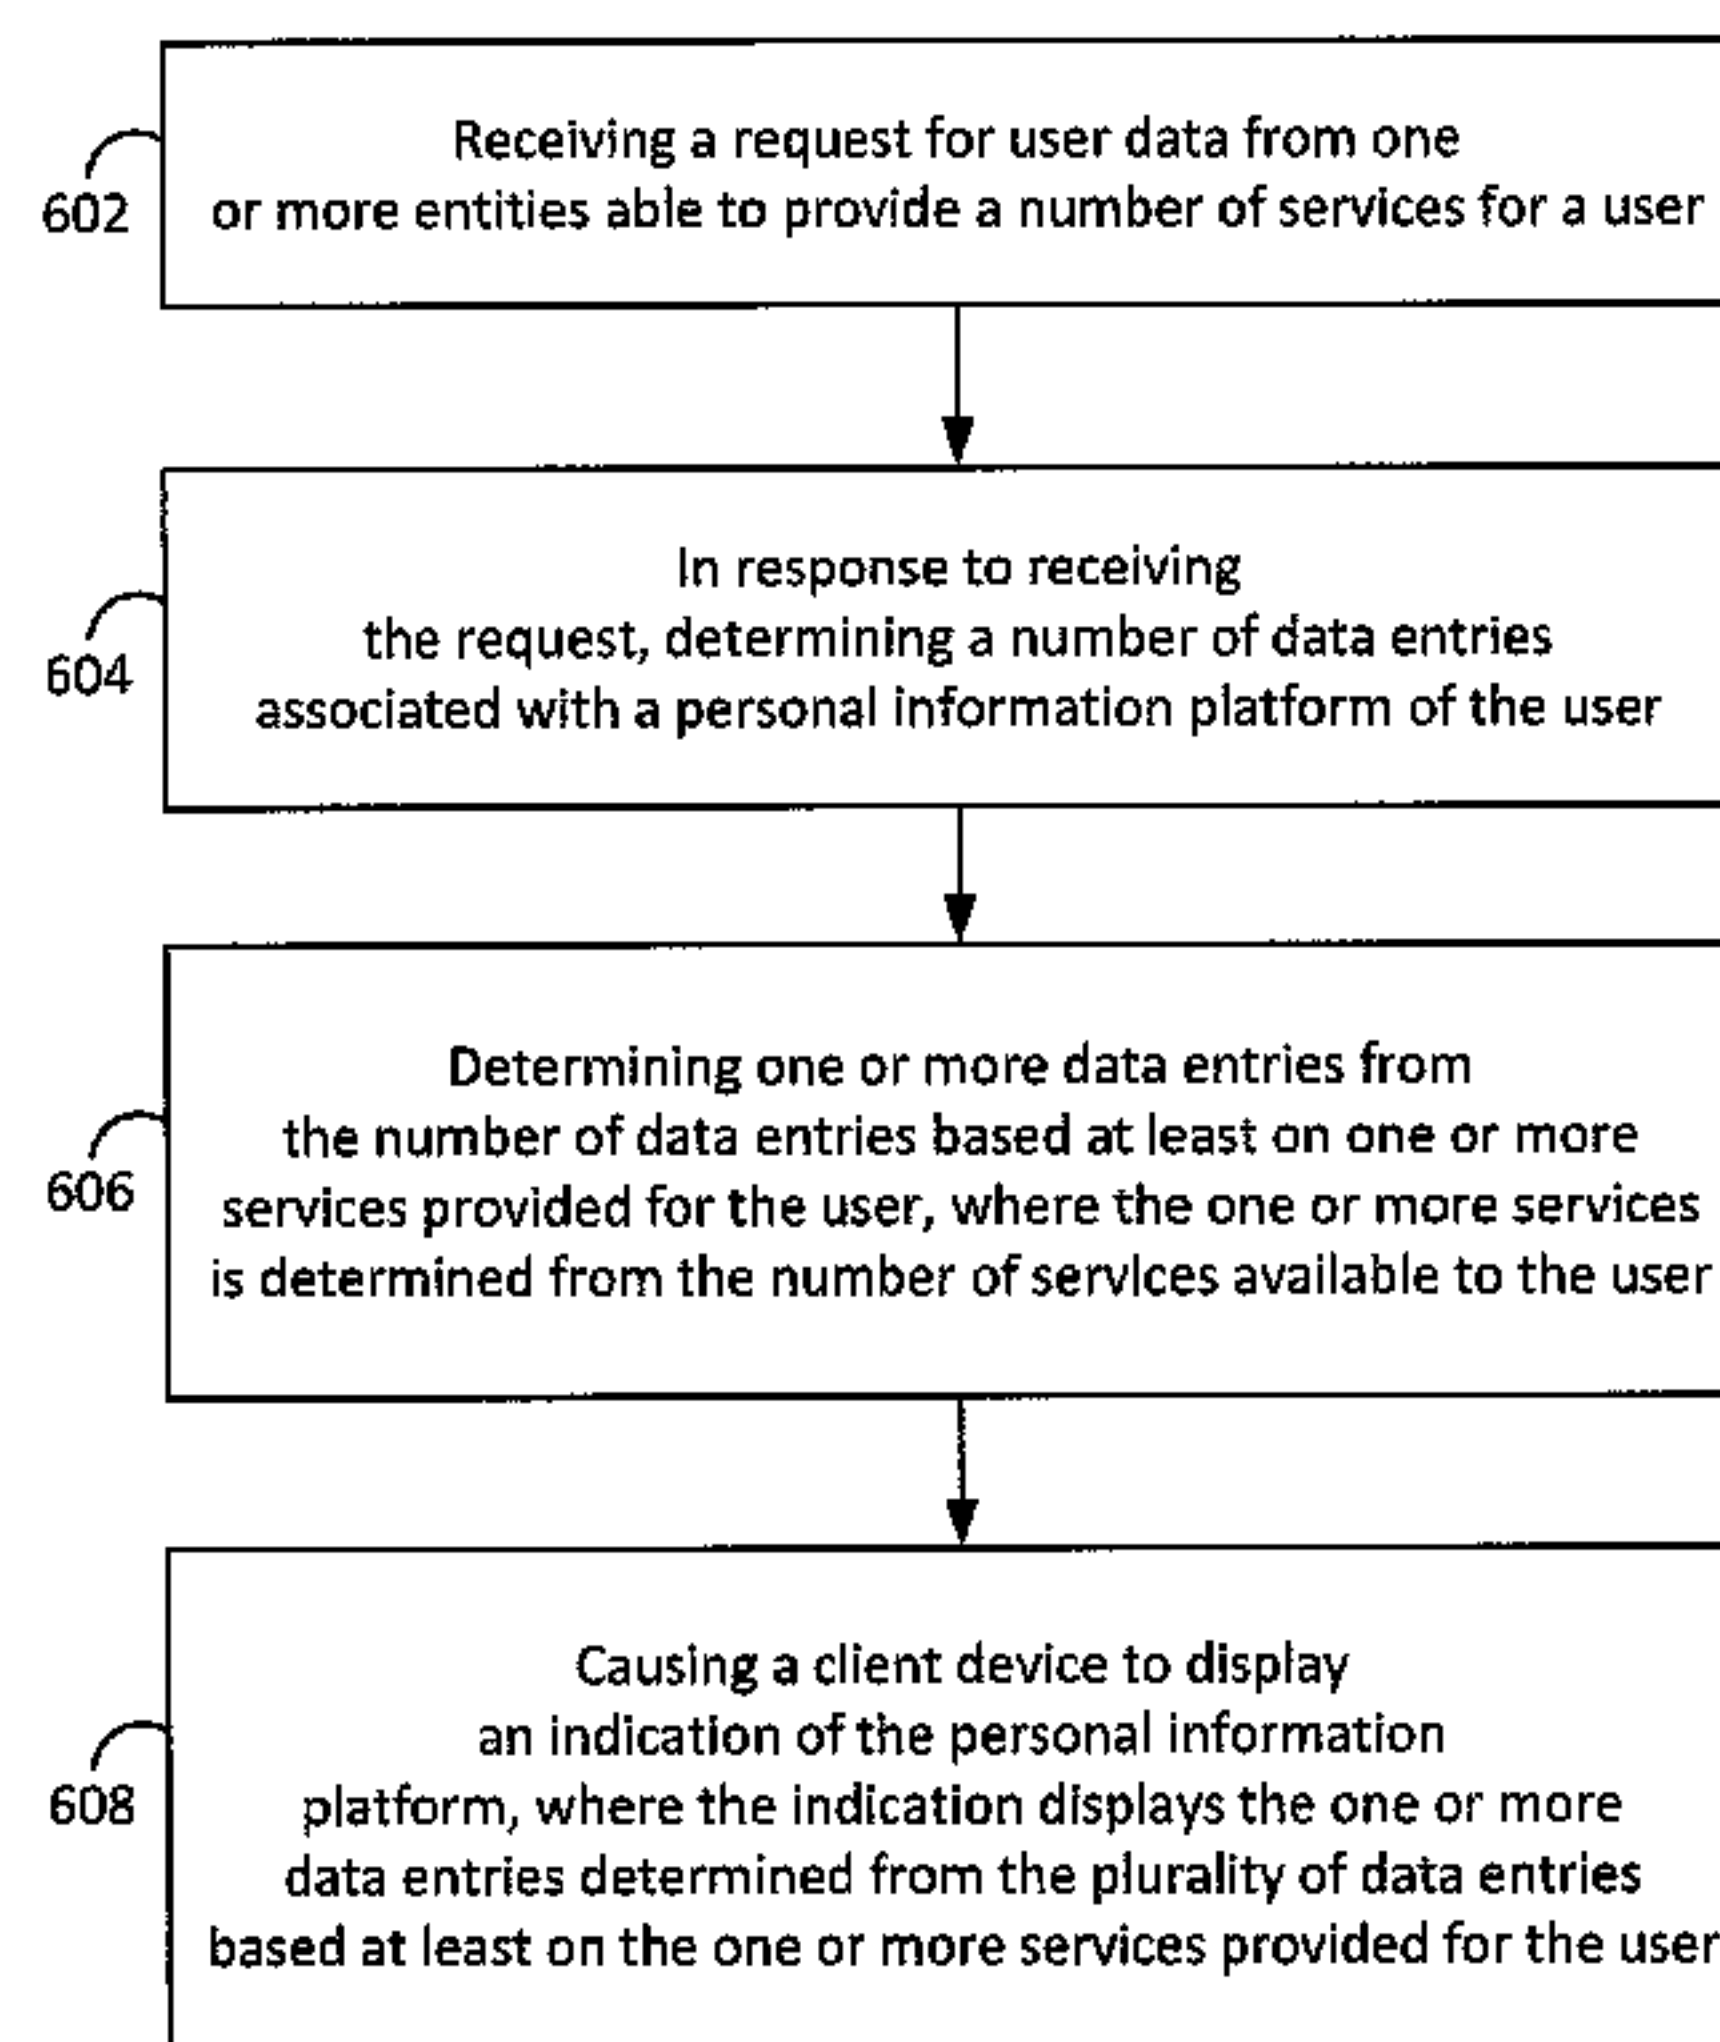 Receiving a request for user data from one
or more entities able to provide a number of services for a user
602
In response to receiving
the request, determining a number of data entries
associated with a personal information platform of the user
604
Determining one or more data entries from
the number of data entries based at least on one or more
services provided for the user, where the one or more services
is determined from the number of services available to the user
606
Causing a client device to display
an indication of the personal information
platform, where the indication displays the one or more
data entries determined from the plurality of data entries
based at least on the one or more services provided for the user
608